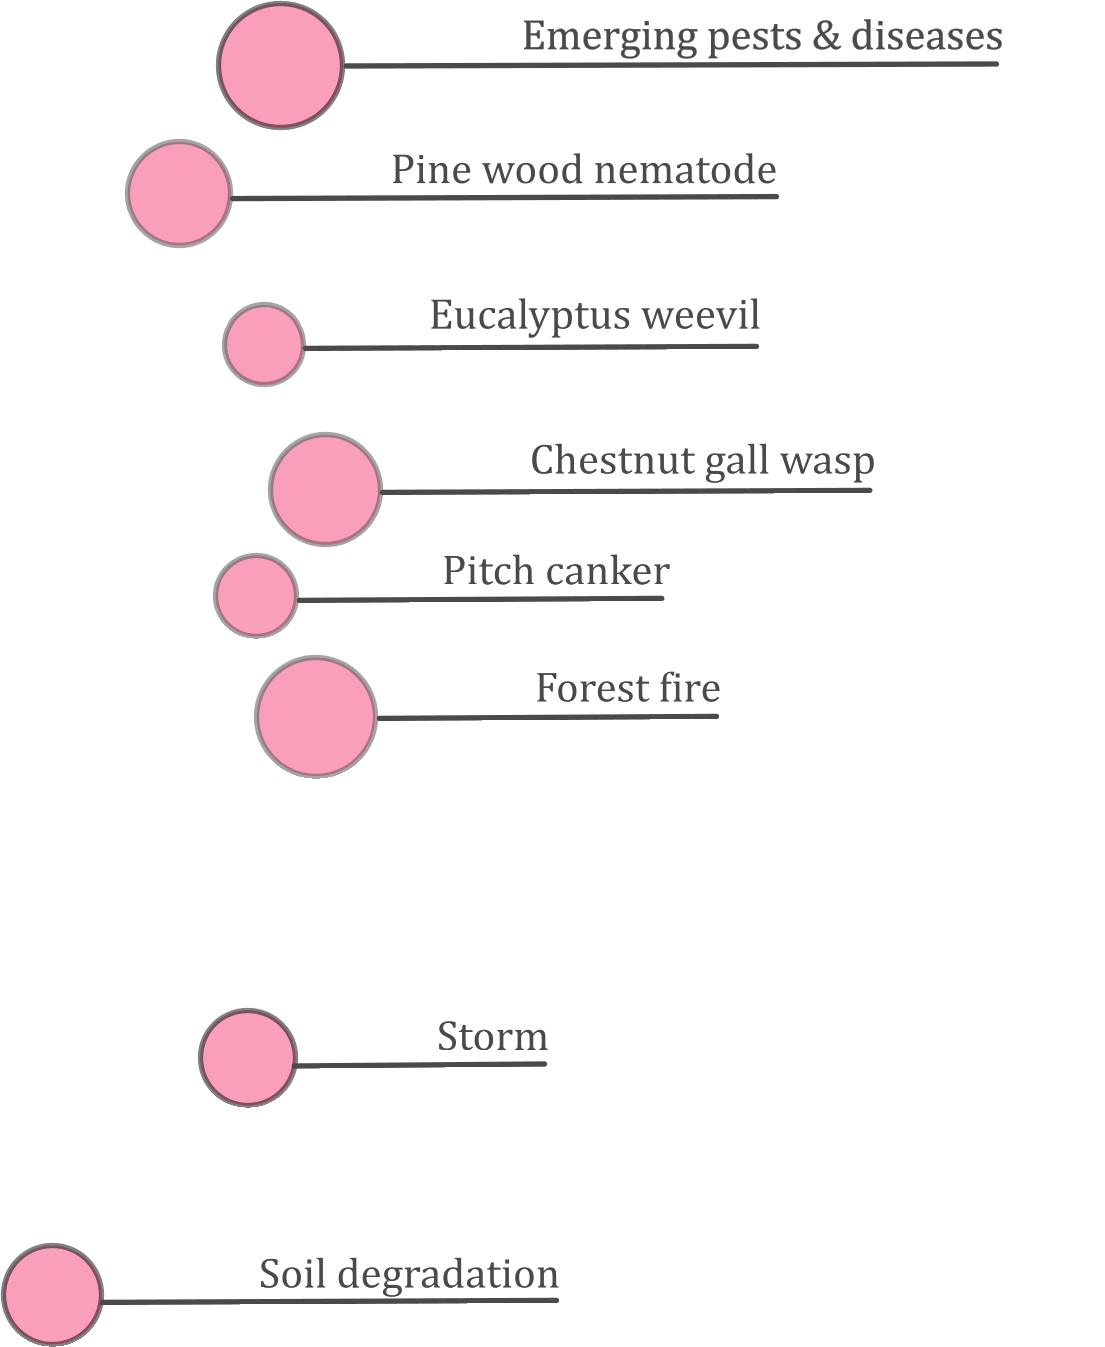 Emerging pests & diseases
Pine wood nematode
Eucalyptus weevil
Chestnut gall wasp
Pitch canker
Forest fire
Storm
Soil degradation